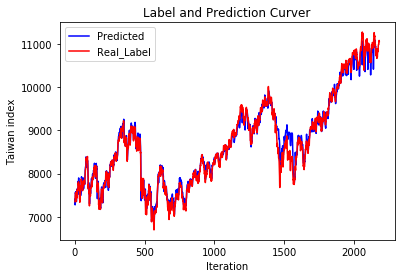 Label and Prediction Curver
Predicted
Real_Label
Taiwan index
11000
10000
9000
8000
7000
0
500
1000
1500
2000
Iteration